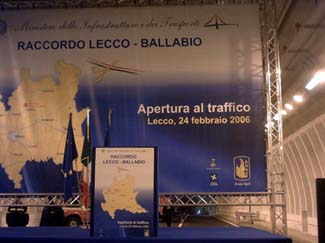 Ministero delle Infrastrutture e dei Trasporti
RACCORDO LECCO - BALLABIO
Apertura al traffico
Lecco, 24 febbraio 2006
RACCORDO
LECCO - BALLABIO
Apertura al traffico